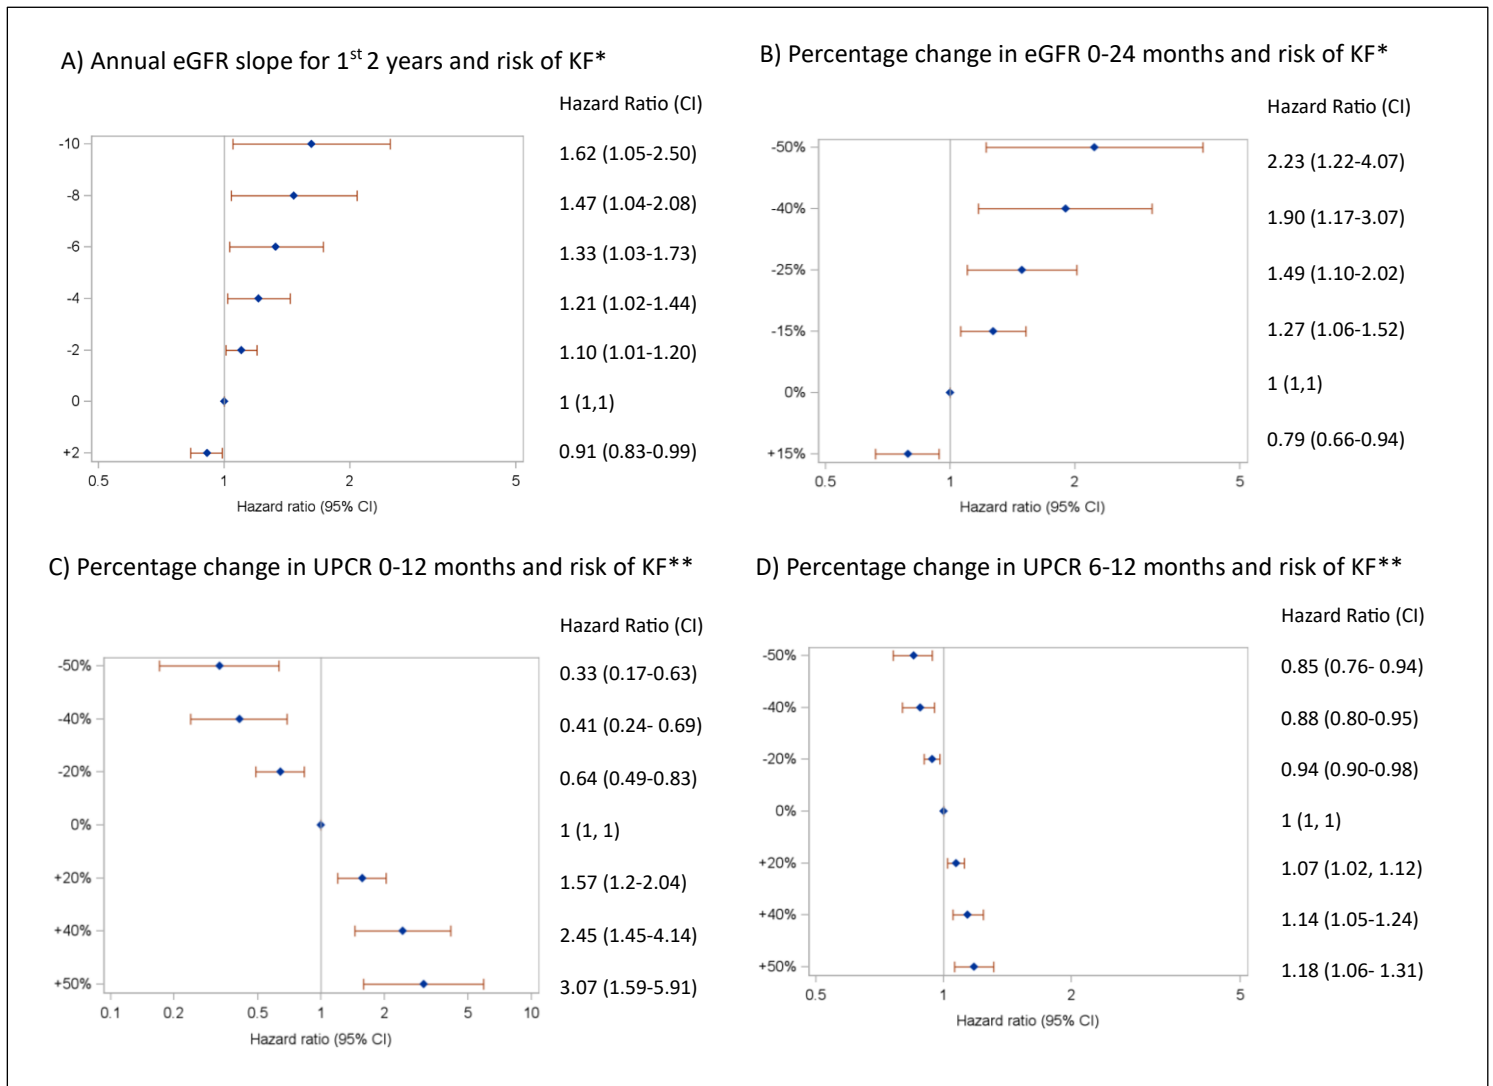 A) Annual eGFR slope for 1st 2 years and risk of KF*
Hazard Ratio (CI)
-10
1.62 (1.05-2.50)
-8
1.47 (1.04-2.08)
-6
1.33 (1.03-1.73)
-4
1.21 (1.02-1.44)
-2
1.10 (1.01-1.20)
0
1 (1,1)
+2
0.91 (0.83-0.99)
0.5 1 2 5
Hazard ratio (95% CI)
B) Percentage change in eGFR 0-24 months and risk of KF*
Hazard Ratio (CI)
-50%
2.23 (1.22-4.07)
-40%
1.90 (1.17-3.07)
-25%
1.49 (1.10-2.02)
-15%
1.27 (1.06-1.52)
0%
1 (1,1)
+15%
0.79 (0.66-0.94)
0.5 1 2 5
Hazard ratio (95% CI)
C) Percentage change in UPCR 0-12 months and risk of KF**
Hazard Ratio (CI)
-50%
0.33 (0.17-0.63)
-40%
0.41 (0.24- 0.69)
-20%
0.64 (0.49-0.83)
0%
1 (1, 1)
+20%
1.57 (1.2-2.04)
+40%
2.45 (1.45-4.14)
+50%
3.07 (1.59-5.91)
0.1 0.2 0.5 1 2 5 10
Hazard ratio (95% CI)
D) Percentage change in UPCR 6-12 months and risk of KF**
Hazard Ratio (CI)
-50%
0.85 (0.76- 0.94)
-40%
0.88 (0.80-0.95)
-20%
0.94 (0.90-0.98)
0%
1 (1, 1)
+20%
1.07 (1.02, 1.12)
+40%
1.14 (1.05-1.24)
+50%
1.18 (1.06- 1.31)
0.5 1 2 5
Hazard ratio (95% CI)